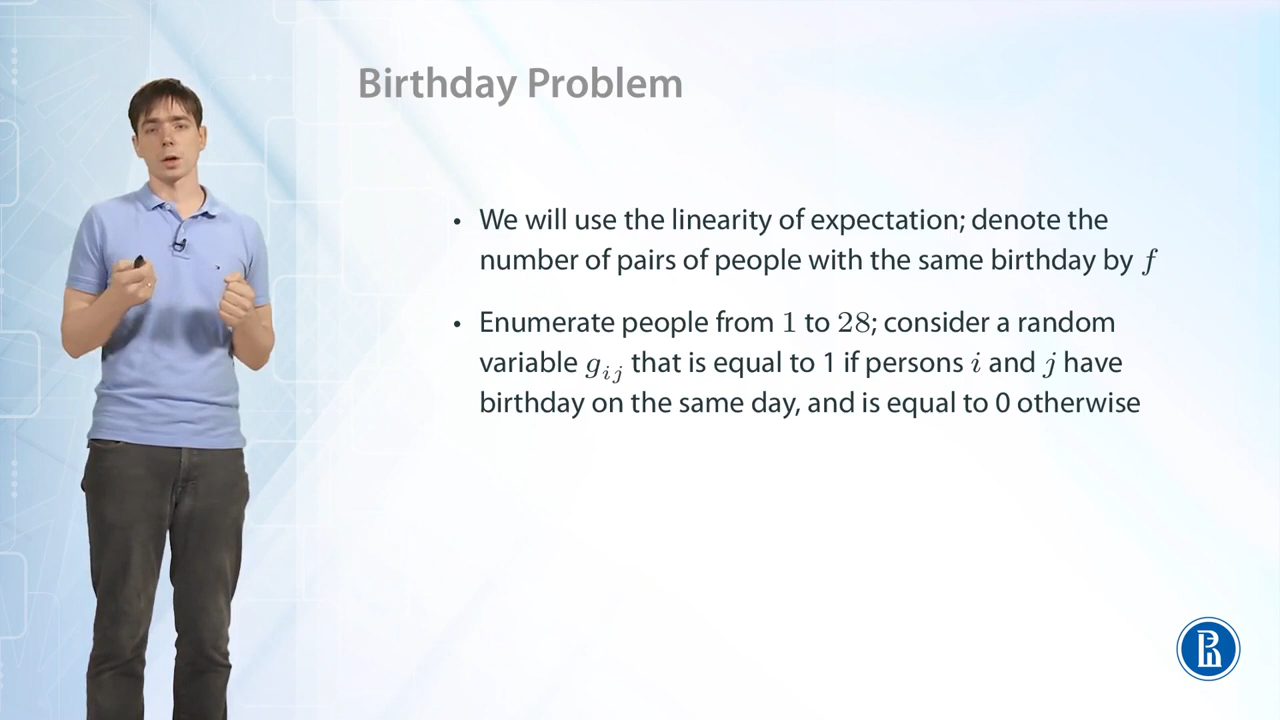 Birthday Problem
• We will use the linearity of expectation; denote the
number of pairs of people with the same birthday by f
• Enumerate people from 1 to 28; consider a random
variable g_{ij} that is equal to 1 if persons i and j have
birthday on the same day, and is equal to 0 otherwise